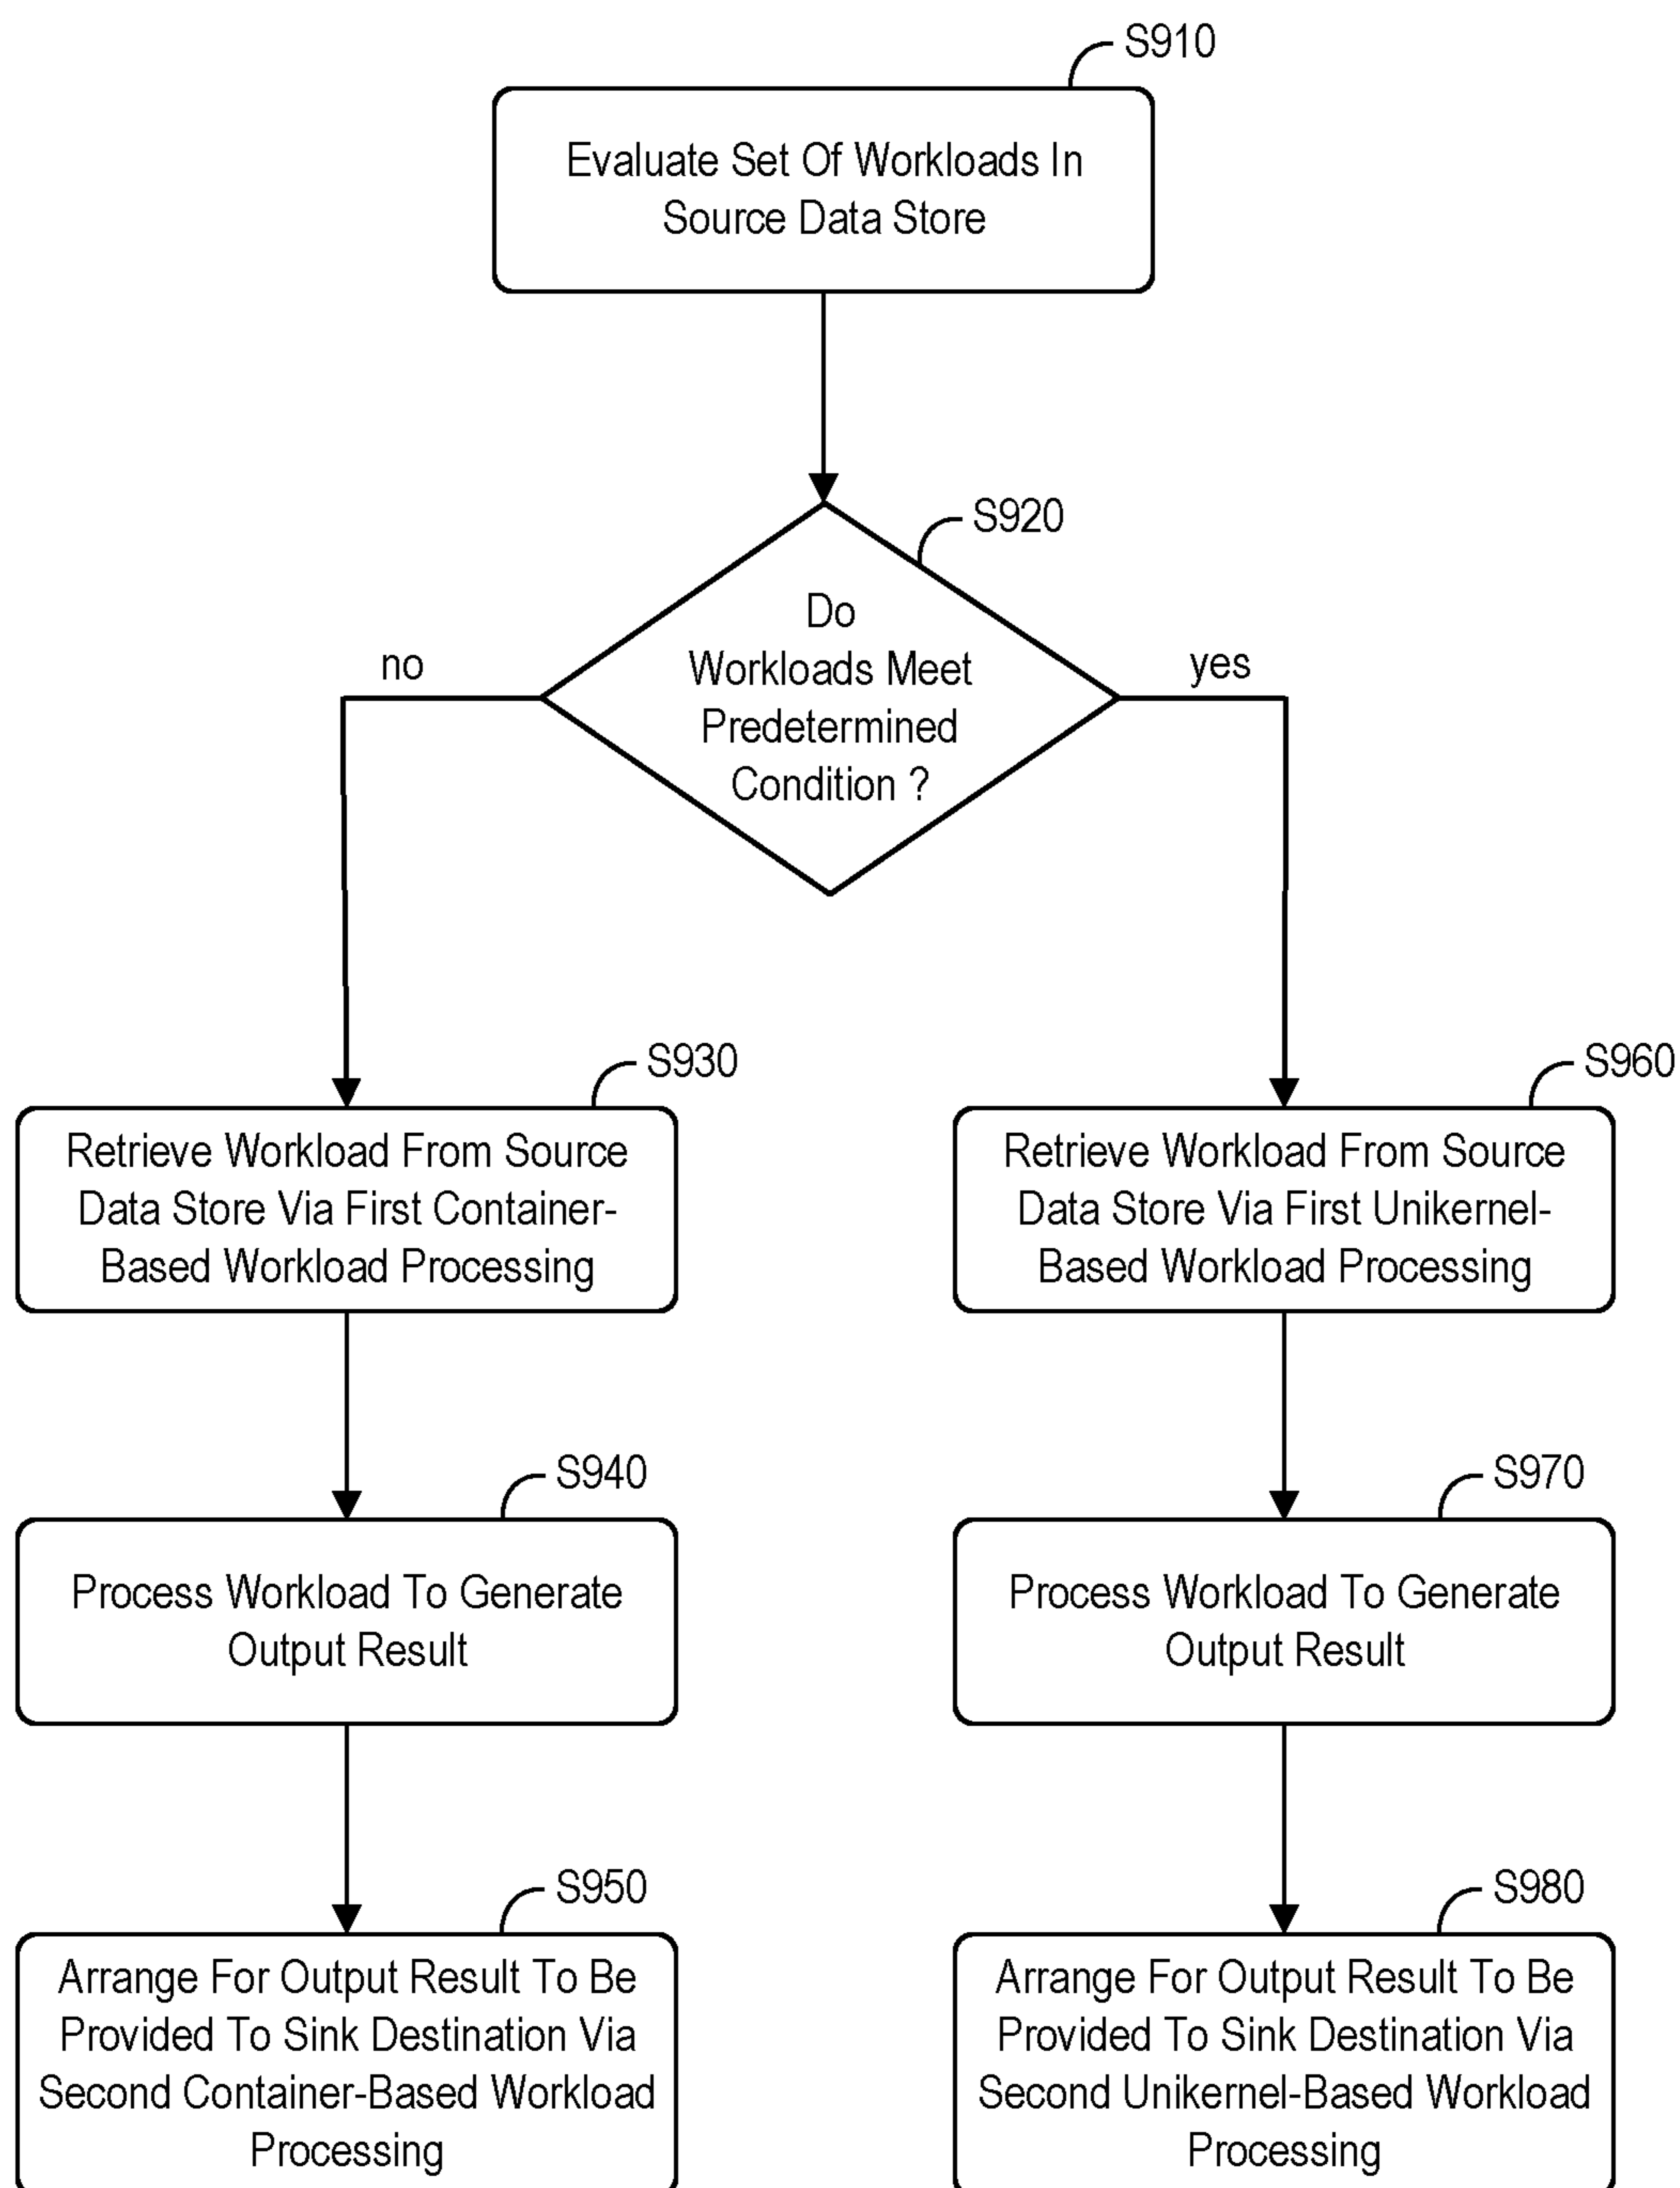 S910
Evaluate Set Of Workloads In
Source Data Store
S920
Do
Workloads Meet
Predetermined
Condition ?
no
yes
S930
Retrieve Workload From Source
Data Store Via First Container-
Based Workload Processing
S960
Retrieve Workload From Source
Data Store Via First Unikernel-
Based Workload Processing
S940
Process Workload To Generate
Output Result
S970
Process Workload To Generate
Output Result
S950
Arrange For Output Result To Be
Provided To Sink Destination Via
Second Container-Based Workload
Processing
S980
Arrange For Output Result To Be
Provided To Sink Destination Via
Second Unikernel-Based Workload
Processing